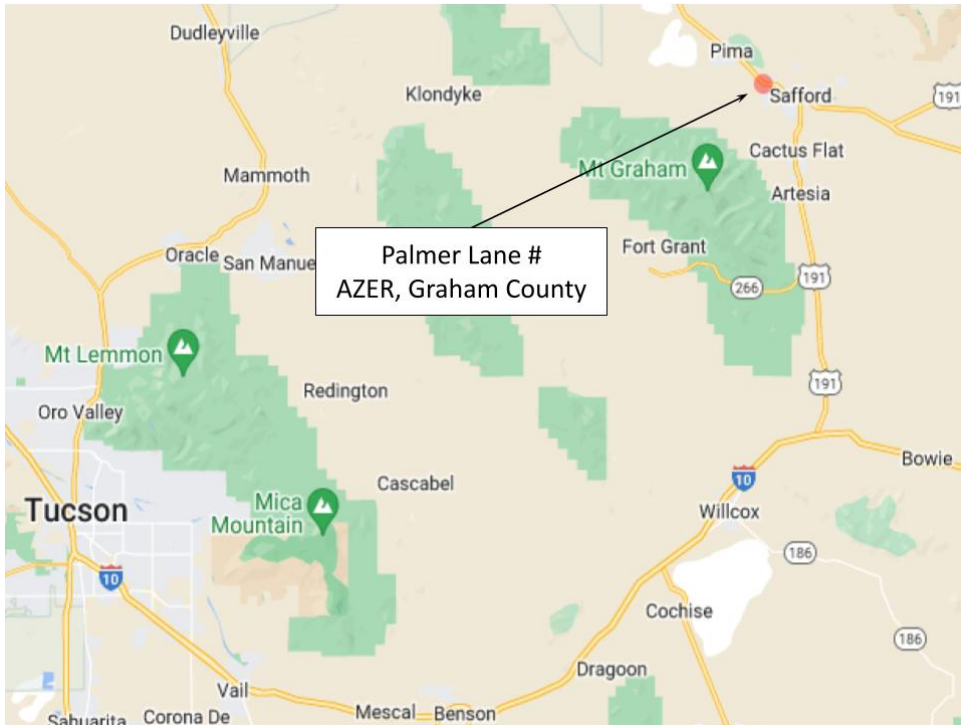 Dudleyville
Pima
Klondyke
Safford
191
Cactus Flat
Mt Graham
Mammoth
Artesia
Palmer Lane #
AZER, Graham County
Oracle
San Manue
Fort Grant
266
191
Mt Lemmon
191
Redington
Oro Valley
Bowie
Cascabel
10
Mica
Mountain
Tucson
Willcox
186
10
Cochise
186
Dragoon
Vail
Mescal
Benson
Sahuarita
Corona De